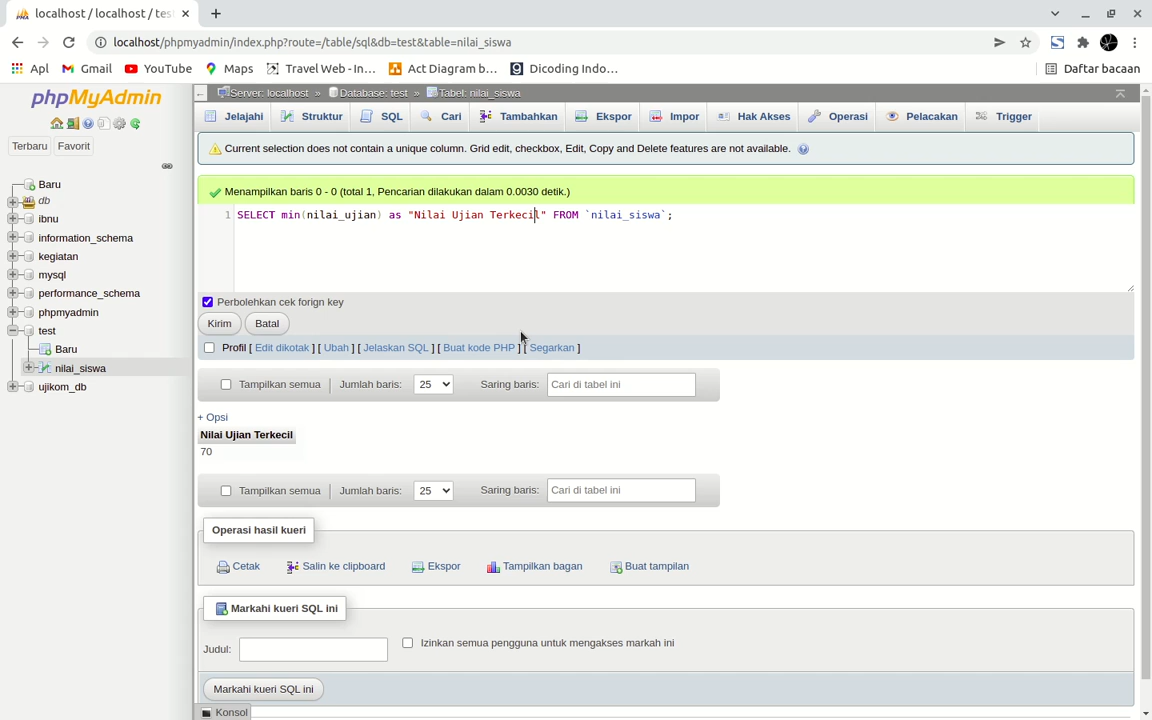 localhost / localhost / tes
localhost/phpmyadmin/index.php?route=/table/sql&db=test&table=nilai_siswa
Apl Gmail YouTube Maps Travel Web - In... Act Diagram b... Dicoding Indo... Daftar bacaan
phpMyAdmin
Terbaru Favorit
Baru
db
ibnu
information_schema
kegiatan
mysql
performance_schema
phpmyadmin
test
Baru
nilai_siswa
ujikom_db
Server: localhost » Database: test » Tabel: nilai_siswa
Jelajahi Struktur SQL Cari Tambahkan Ekspor Impor Hak Akses Operasi Pelacakan Trigger
Current selection does not contain a unique column. Grid edit, checkbox, Edit, Copy and Delete features are not available.
Menampilkan baris 0 - 0 (total 1, Pencarian dilakukan dalam 0.0030 detik.)
1 SELECT min(nilai_ujian) as "Nilai Ujian Terkecil" FROM `nilai_siswa`;
Perbolehkan cek forign key
Kirim Batal
Profil [ Edit dikotak ] [ Ubah ] [ Jelaskan SQL ] [ Buat kode PHP ] [ Segarkan ]
Tampilkan semua | Jumlah baris: 25 Saring baris: Cari di tabel ini
+ Opsi
Nilai Ujian Terkecil
70
Tampilkan semua | Jumlah baris: 25 Saring baris: Cari di tabel ini
Operasi hasil kueri
Cetak Salin ke clipboard Ekspor Tampilkan bagan Buat tampilan
Markahi kueri SQL ini
Judul: Izinkan semua pengguna untuk mengakses markah ini
Markahi kueri SQL ini
Konsol